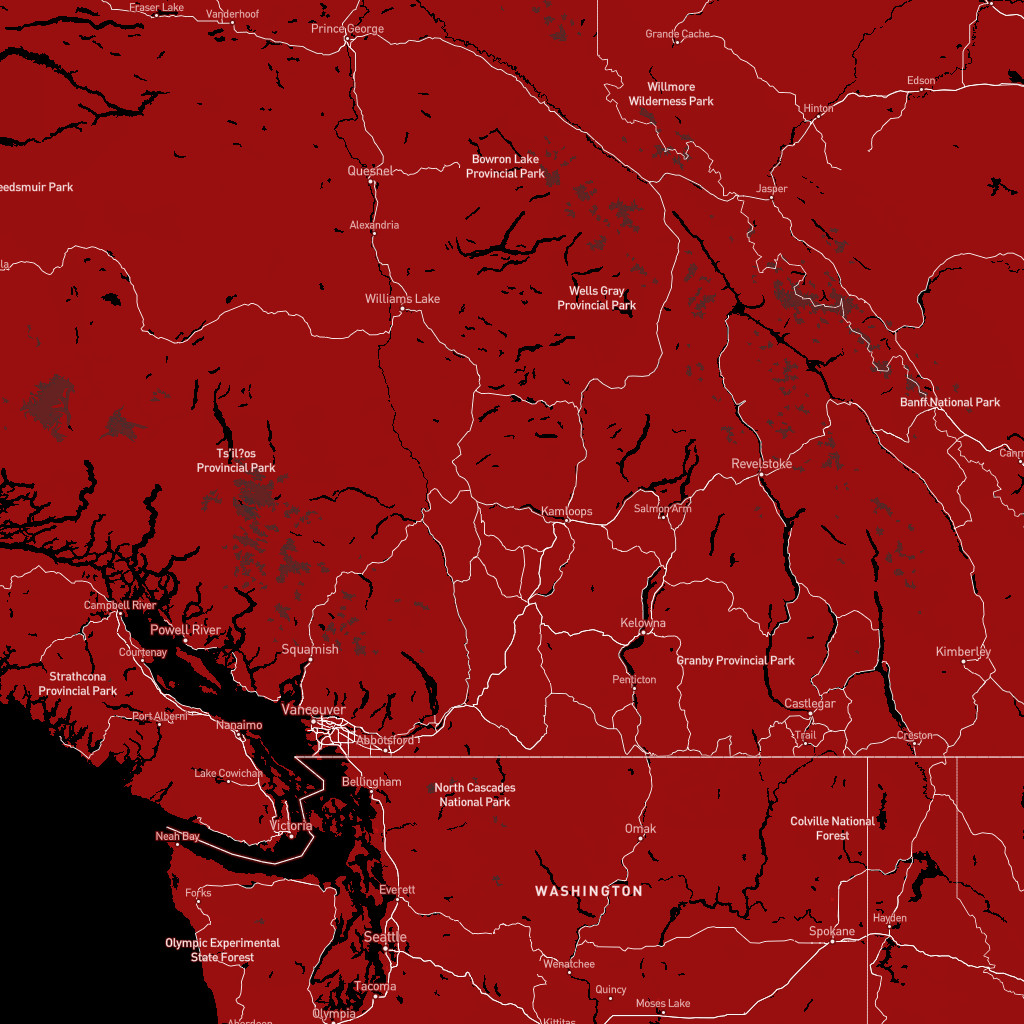 Fraser Lake
Vanderhoof
Prince George
Grande Cache
Edson
Willmore
Wilderness Park
Hinton
Bowron Lake
Provincial Park
Quesnel
eedsmuir Park
Jasper
Alexandria
la
Wells Gray
Provincial Park
Williams Lake
Banff National Park
Ts'il?os
Provincial Park
Canm
Revelstoke
Kamloops
Salmon Arm
Campbell River
Powell River
Kelowna
Courtenay
Squamish
Granby Provincial Park
Kimberley
Strathcona
Provincial Park
Penticton
Castlegar
Vancouver
Port Alberni
Nanaimo
Abbotsford
Trail
Creston
Lake Cowichan
Bellingham
North Cascades
National Park
Victoria
Neah Bay
Omak
Colville National
Forest
WASHINGTON
Everett
Forks
Hayden
Spokane
Seattle
Olympic Experimental
State Forest
Wenatchee
Tacoma
Quincy
Moses Lake
Olympia
Aberdeen
Kittitas